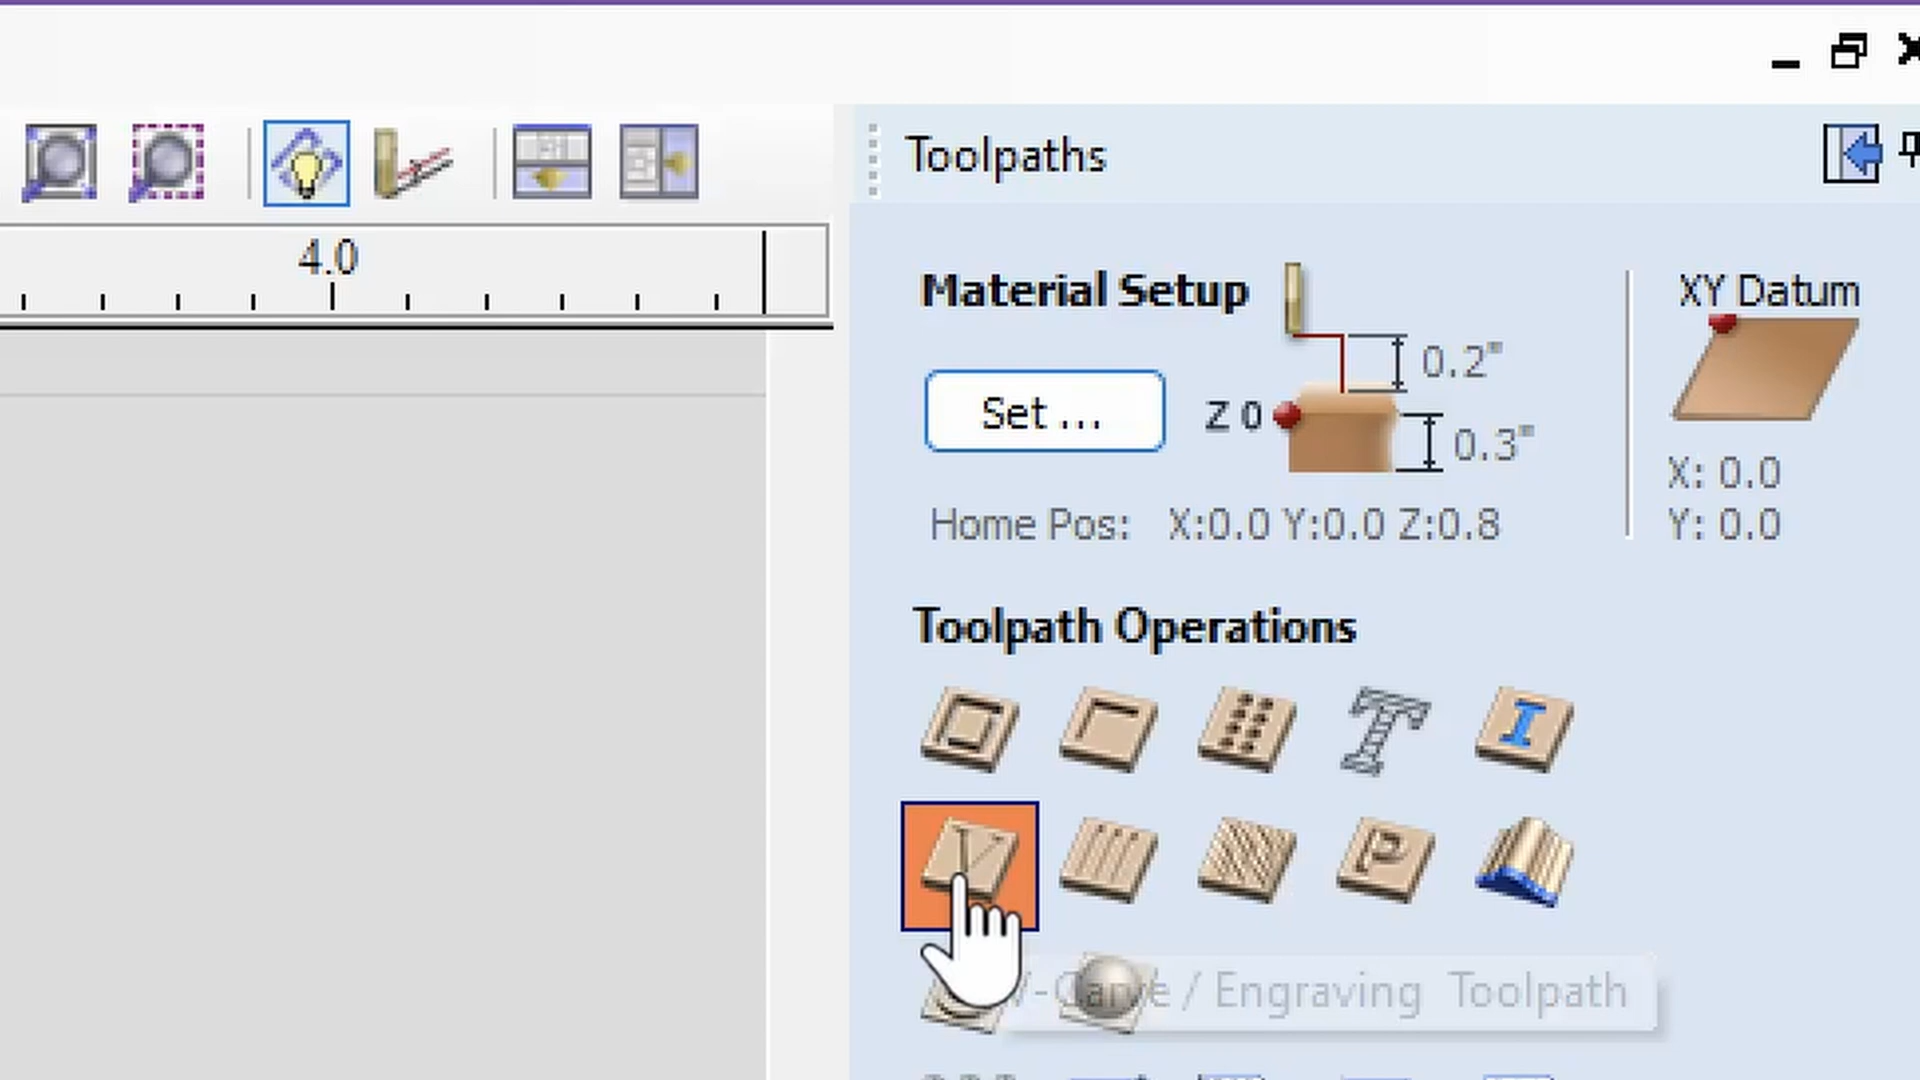 Toolpaths
4.0
Material Setup
XY Datum
0.2"
Set ...
Z 0
0.3"
X: 0.0
Home Pos: X:0.0 Y:0.0 Z:0.8
Y: 0.0
Toolpath Operations
V-Carve / Engraving Toolpath